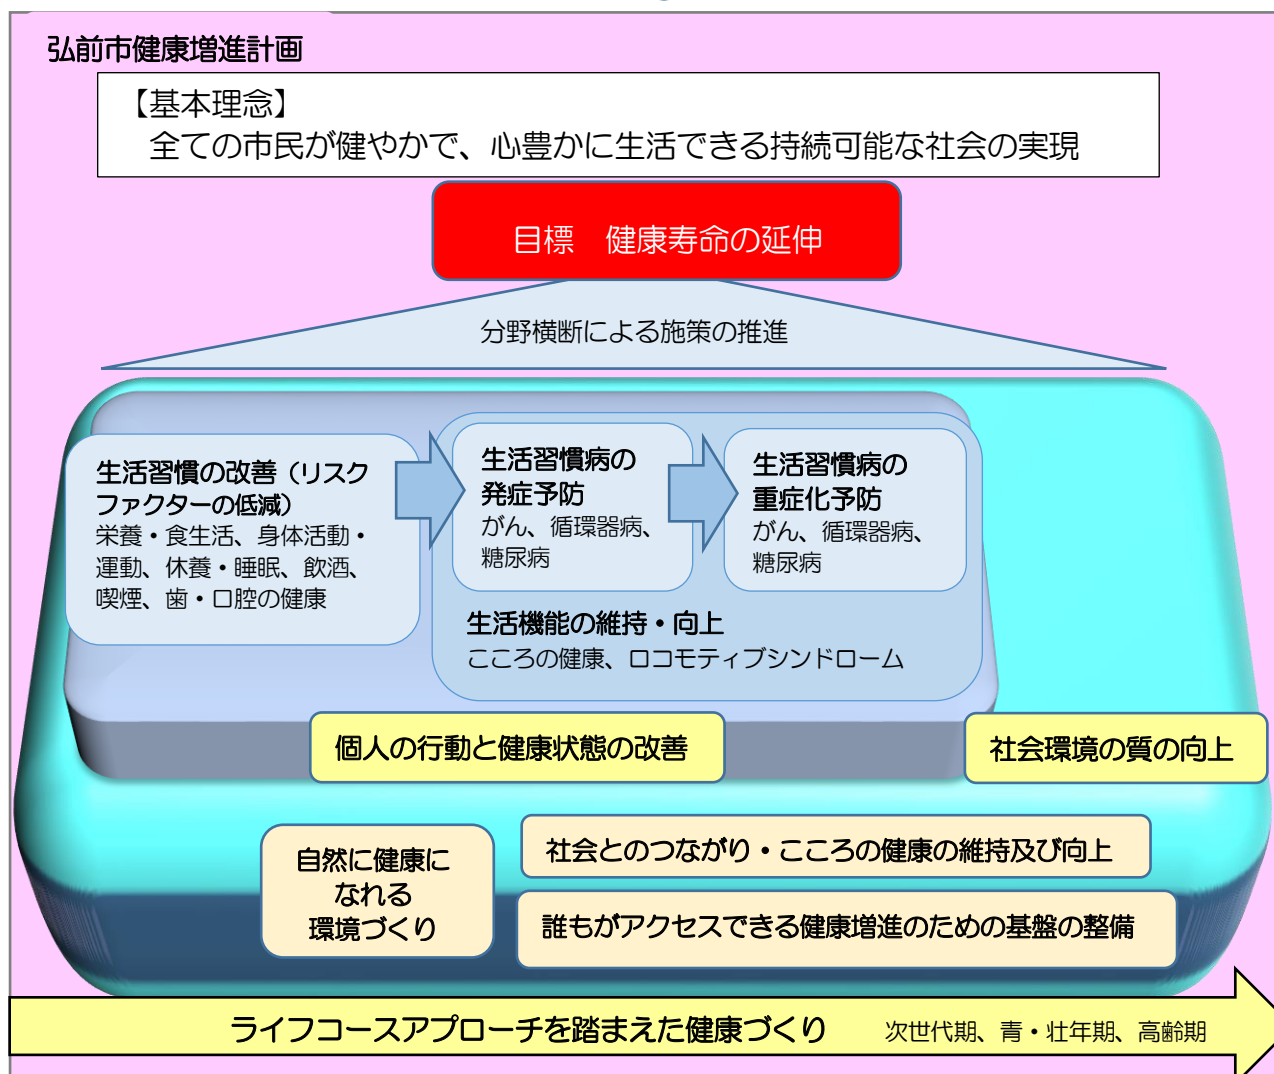 弘前市健康増進計画
【基本理念】
全ての市民が健やかで、心豊かに生活できる持続可能な社会の実現
目標　健康寿命の延伸
分野横断による施策の推進
生活習慣の改善（リスク
ファクターの低減）
栄養・食生活、身体活動・
運動、休養・睡眠、飲酒、
喫煙、歯・口腔の健康
生活習慣病の
発症予防
がん、循環器病、
糖尿病
生活習慣病の
重症化予防
がん、循環器病、
糖尿病
生活機能の維持・向上
こころの健康、ロコモティブシンドローム
個人の行動と健康状態の改善
社会環境の質の向上
自然に健康に
なれる
環境づくり
社会とのつながり・こころの健康の維持及び向上
誰もがアクセスできる健康増進のための基盤の整備
ライフコースアプローチを踏まえた健康づくり　次世代期、青・壮年期、高齢期